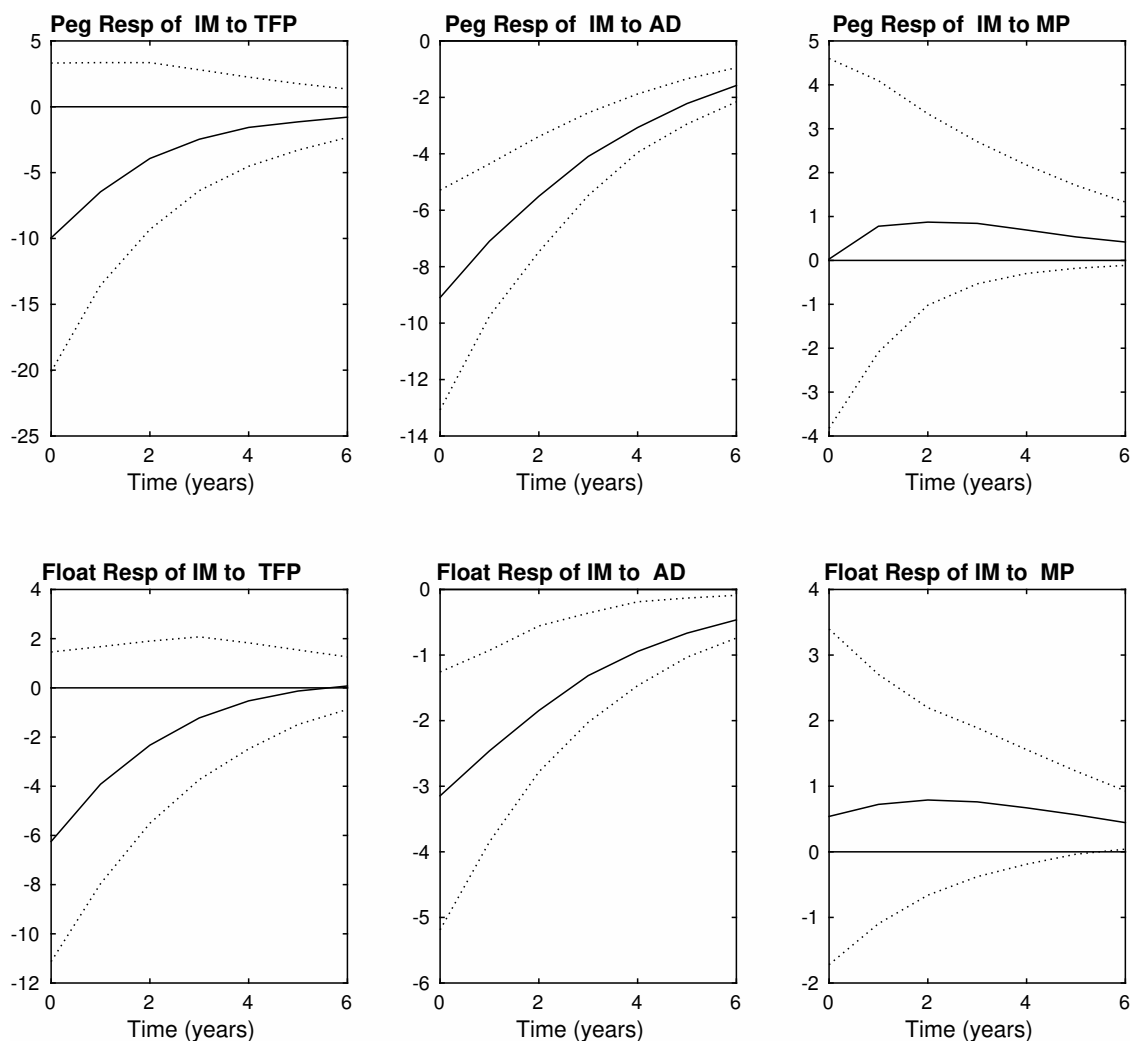 Peg Resp of IM to TFP
5
0
-5
-10
-15
-20
-25
0 2 4 6
Time (years)
Peg Resp of IM to AD
0
-2
-4
-6
-8
-10
-12
-14
0 2 4 6
Time (years)
Peg Resp of IM to MP
5
4
3
2
1
0
-1
-2
-3
-4
0 2 4 6
Time (years)
Float Resp of IM to TFP
4
2
0
-2
-4
-6
-8
-10
-12
0 2 4 6
Time (years)
Float Resp of IM to AD
0
-1
-2
-3
-4
-5
-6
0 2 4 6
Time (years)
Float Resp of IM to MP
4
3
2
1
0
-1
-2
0 2 4 6
Time (years)